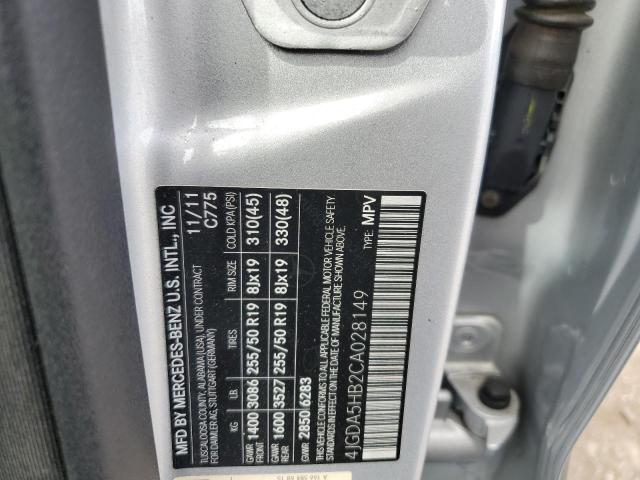 MFD BY MERCEDES-BENZ U.S. INTL., INC
TUSCALOOSA COUNTY, ALABAMA (USA), UNDER CONTRACT 11/11
FOR DAIMLER AG, STUTTGART (GERMANY) C775
KG LB TIRES RIM SIZE COLD KPA (PSI)
GAWR FRONT 1400 3086 255/50 R19 8Jx19 310(45)
GAWR REAR 1600 3527 255/50 R19 8Jx19 330(48)
GVWR 2850 6283
THIS VEHICLE CONFORMS TO ALL APPLICABLE FEDERAL MOTOR VEHICLE SAFETY
STANDARDS IN EFFECT ON THE DATE OF MANUFACTURE SHOWN ABOVE.
4JGDA5HB2CA028149 TYPE: MPV